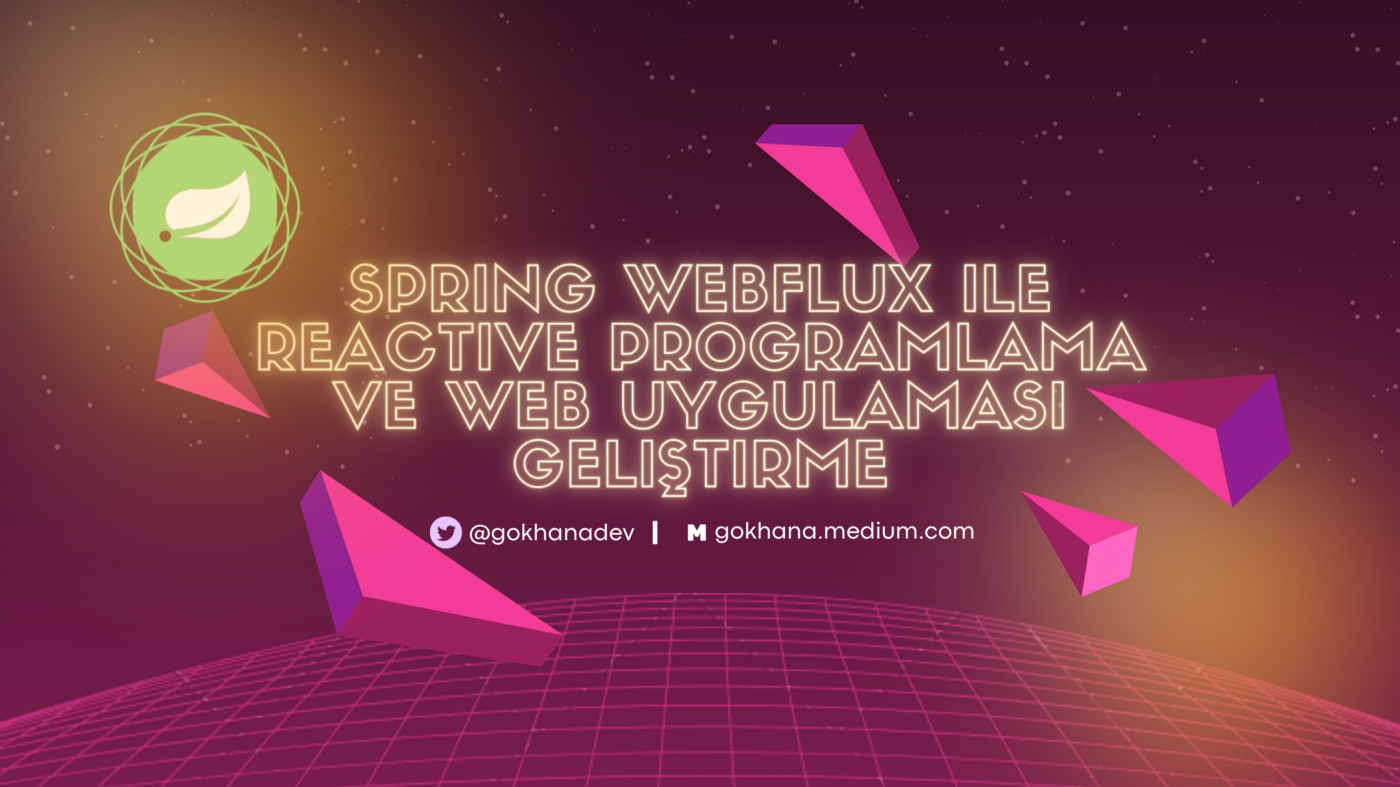 SPRING WEBFLUX ILE
REACTIVE PROGRAMLAMA
VE WEB UYGULAMASI
GELIŞTIRME
@gokhanadev | M gokhana.medium.com